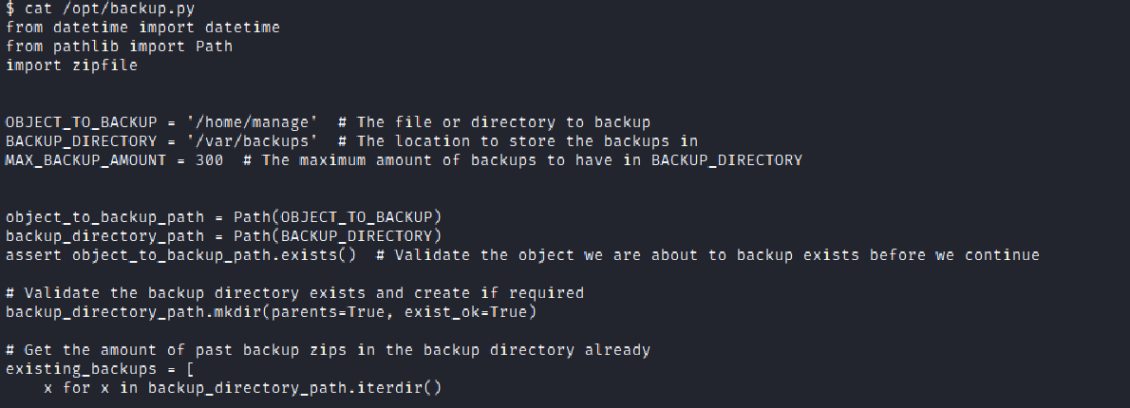 $ cat /opt/backup.py
from datetime import datetime
from pathlib import Path
import zipfile
OBJECT_TO_BACKUP = '/home/manage'  # The file or directory to backup
BACKUP_DIRECTORY = '/var/backups'  # The location to store the backups in
MAX_BACKUP_AMOUNT = 300  # The maximum amount of backups to have in BACKUP_DIRECTORY
object_to_backup_path = Path(OBJECT_TO_BACKUP)
backup_directory_path = Path(BACKUP_DIRECTORY)
assert object_to_backup_path.exists()  # Validate the object we are about to backup exists before we continue
# Validate the backup directory exists and create if required
backup_directory_path.mkdir(parents=True, exist_ok=True)
# Get the amount of past backup zips in the backup directory already
existing_backups = [
    x for x in backup_directory_path.iterdir()